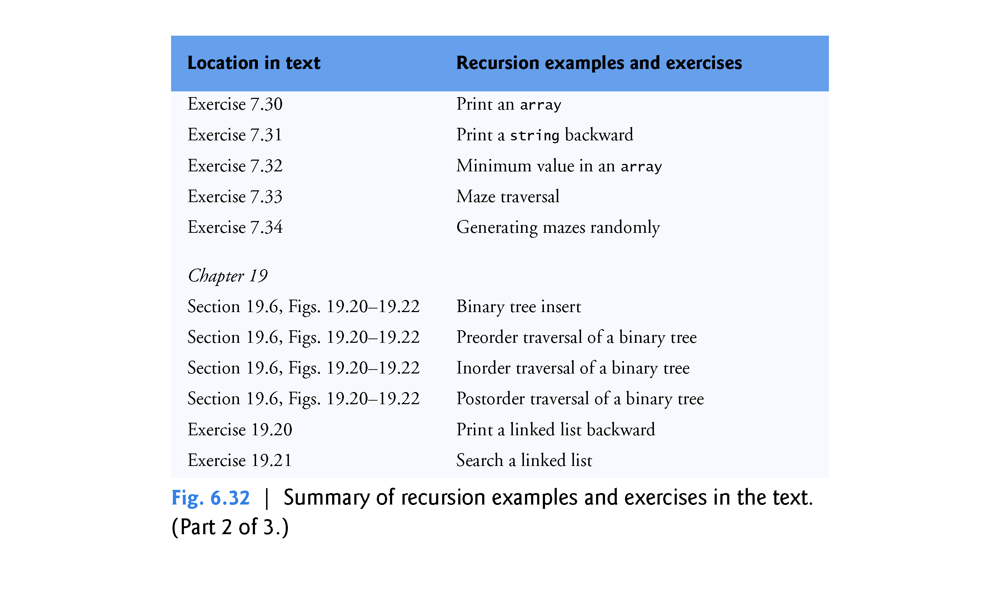 Location in text Recursion examples and exercises
Exercise 7.30 Print an array
Exercise 7.31 Print a string backward
Exercise 7.32 Minimum value in an array
Exercise 7.33 Maze traversal
Exercise 7.34 Generating mazes randomly
Chapter 19
Section 19.6, Figs. 19.20–19.22 Binary tree insert
Section 19.6, Figs. 19.20–19.22 Preorder traversal of a binary tree
Section 19.6, Figs. 19.20–19.22 Inorder traversal of a binary tree
Section 19.6, Figs. 19.20–19.22 Postorder traversal of a binary tree
Exercise 19.20 Print a linked list backward
Exercise 19.21 Search a linked list
Fig. 6.32 | Summary of recursion examples and exercises in the text.
(Part 2 of 3.)